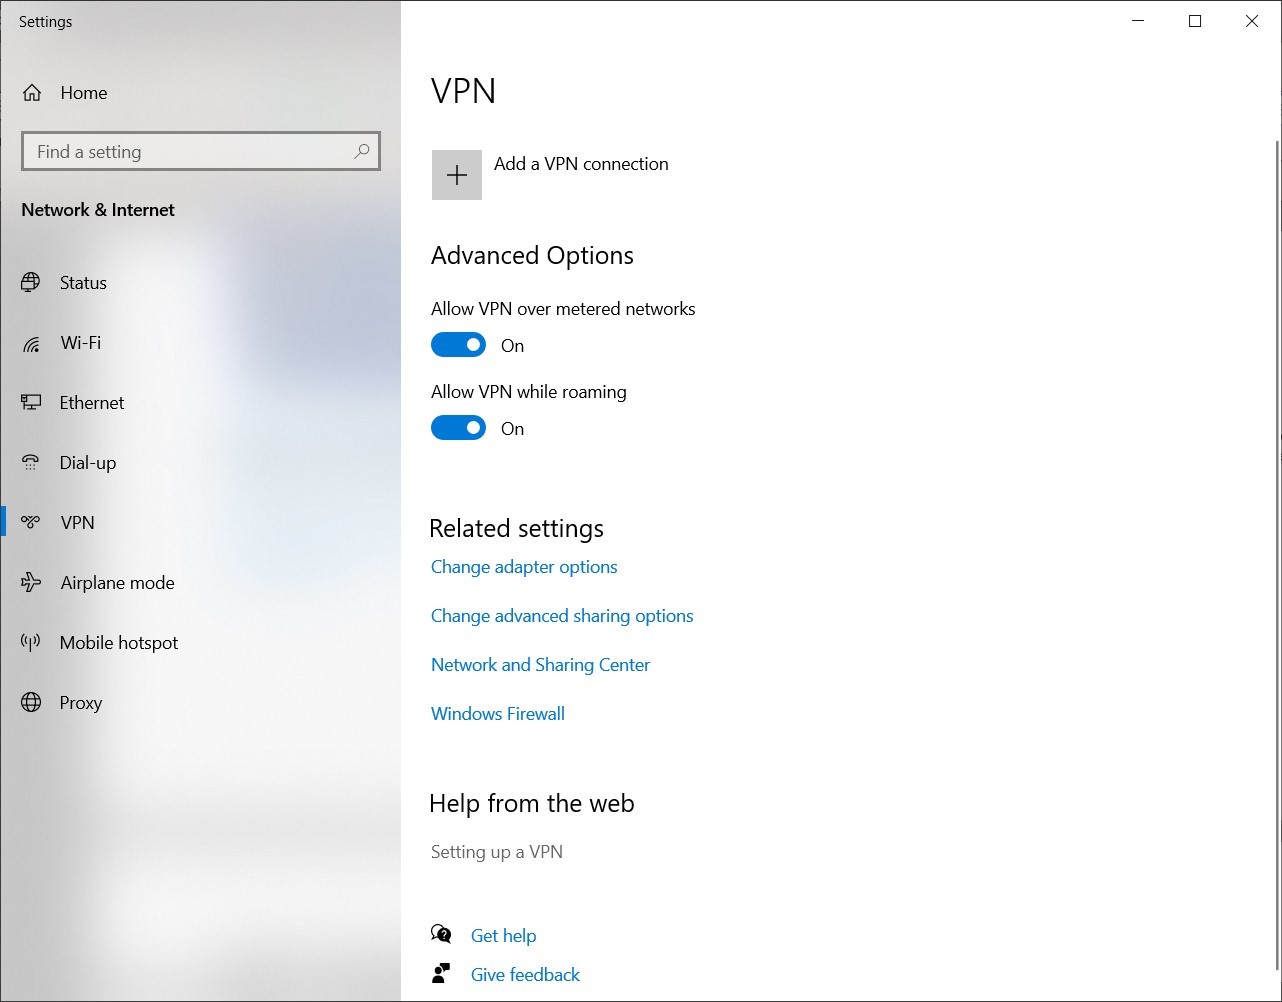 Settings
Home
Find a setting
Network & Internet
Status
Wi-Fi
Ethernet
Dial-up
VPN
Airplane mode
Mobile hotspot
Proxy
VPN
Add a VPN connection
Advanced Options
Allow VPN over metered networks
On
Allow VPN while roaming
On
Related settings
Change adapter options
Change advanced sharing options
Network and Sharing Center
Windows Firewall
Help from the web
Setting up a VPN
Get help
Give feedback